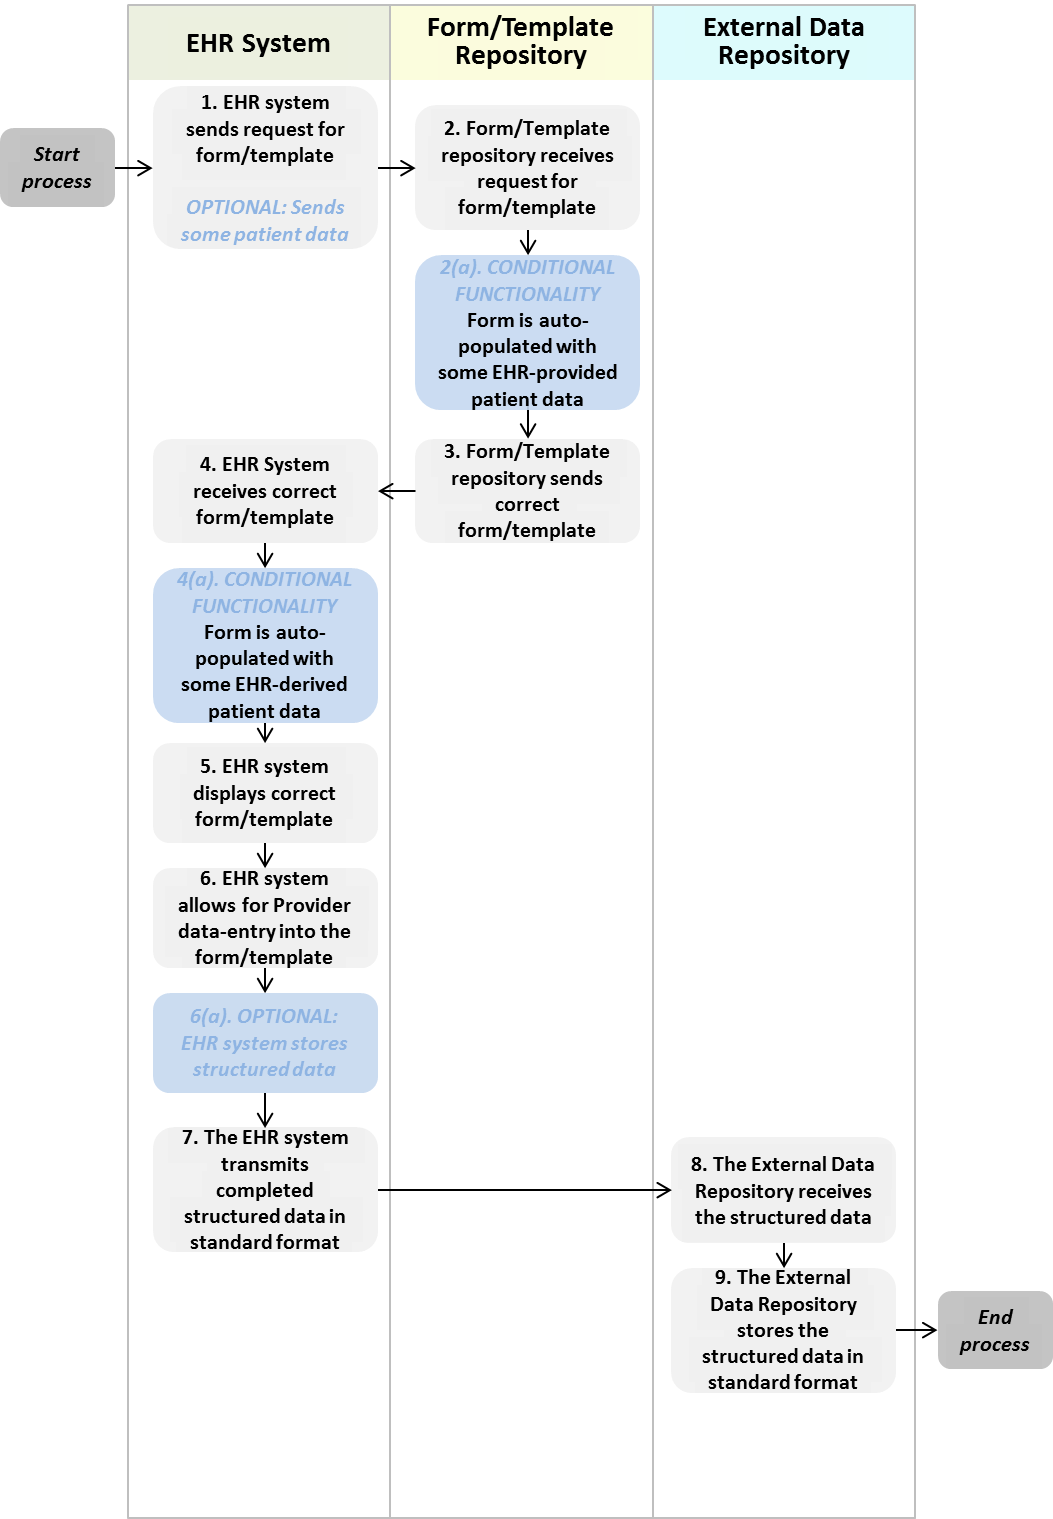 EHR System
Form/Template
Repository
External Data
Repository
Start
process
1. EHR system
sends request for
form/template
OPTIONAL: Sends
some patient data
2. Form/Template
repository receives
request for
form/template
2(a). CONDITIONAL
FUNCTIONALITY
Form is auto-
populated with
some EHR-provided
patient data
3. Form/Template
repository sends
correct
form/template
4. EHR System
receives correct
form/template
4(a). CONDITIONAL
FUNCTIONALITY
Form is auto-
populated with
some EHR-derived
patient data
5. EHR system
displays correct
form/template
6. EHR system
allows for Provider
data-entry into the
form/template
6(a). OPTIONAL:
EHR system stores
structured data
7. The EHR system
transmits
completed
structured data in
standard format
8. The External Data
Repository receives
the structured data
9. The External
Data Repository
stores the
structured data in
standard format
End
process